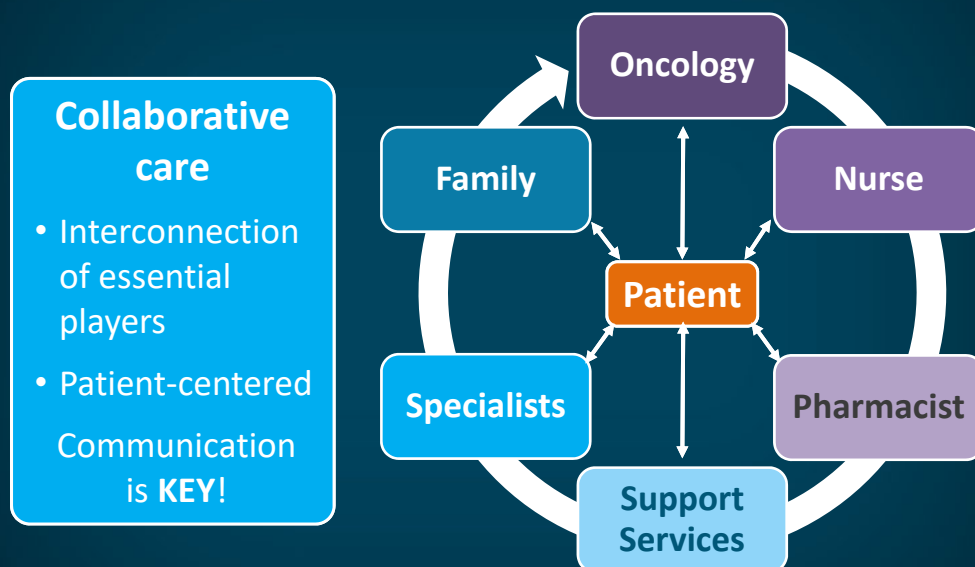 Collaborative
care
• Interconnection
of essential
players
• Patient-centered
Communication
is KEY!
Oncology
Family
Nurse
Patient
Specialists
Pharmacist
Support
Services